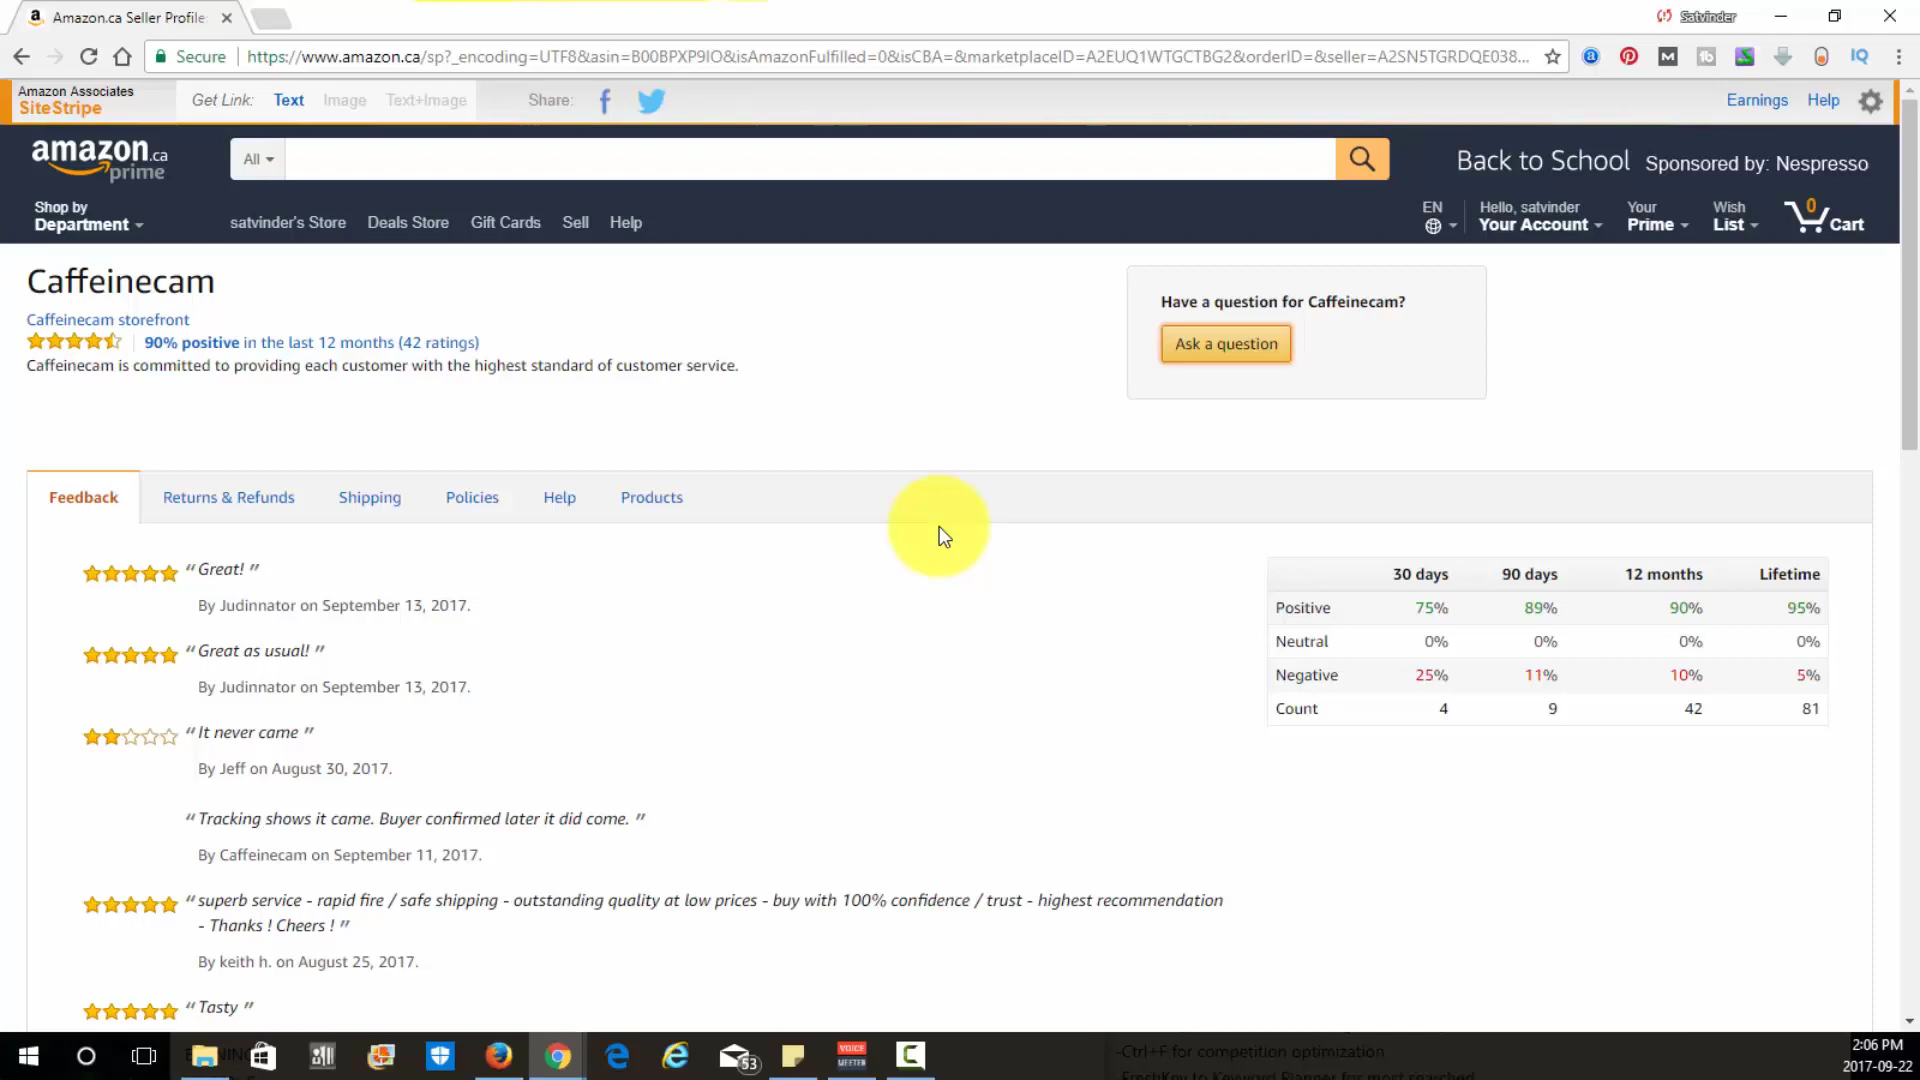 Amazon.ca Seller Profile:
Satvinder
Secure
https://www.amazon.ca/sp?_encoding=UTF8&asin=B00BPXP9IO&isAmazonFulfilled=0&isCBA=&marketplaceID=A2EUQ1WTGCTBG2&orderID=&seller=A2SN5TGRDQE038...
Amazon Associates
SiteStripe
Get Link: Text Image Text+Image Share:
Earnings Help
amazon.ca
prime
All
Back to School Sponsored by: Nespresso
Shop by
Department
satvinder's Store Deals Store Gift Cards Sell Help
EN
Hello, satvinder
Your Account
Your
Prime
Wish
List
0
Cart
Caffeinecam
Caffeinecam storefront
90% positive in the last 12 months (42 ratings)
Caffeinecam is committed to providing each customer with the highest standard of customer service.
Have a question for Caffeinecam?
Ask a question
Feedback Returns & Refunds Shipping Policies Help Products
“ Great! ”
By Judinnator on September 13, 2017.
“ Great as usual! ”
By Judinnator on September 13, 2017.
“ It never came ”
By Jeff on August 30, 2017.
“ Tracking shows it came. Buyer confirmed later it did come. ”
By Caffeinecam on September 11, 2017.
“ superb service - rapid fire / safe shipping - outstanding quality at low prices - buy with 100% confidence / trust - highest recommendation
- Thanks ! Cheers ! ”
By keith h. on August 25, 2017.
“ Tasty ”
30 days 90 days 12 months Lifetime
Positive 75% 89% 90% 95%
Neutral 0% 0% 0% 0%
Negative 25% 11% 10% 5%
Count 4 9 42 81
53
VOICE
MEETER
-Ctrl+F for competition optimization
2:06 PM
2017-09-22